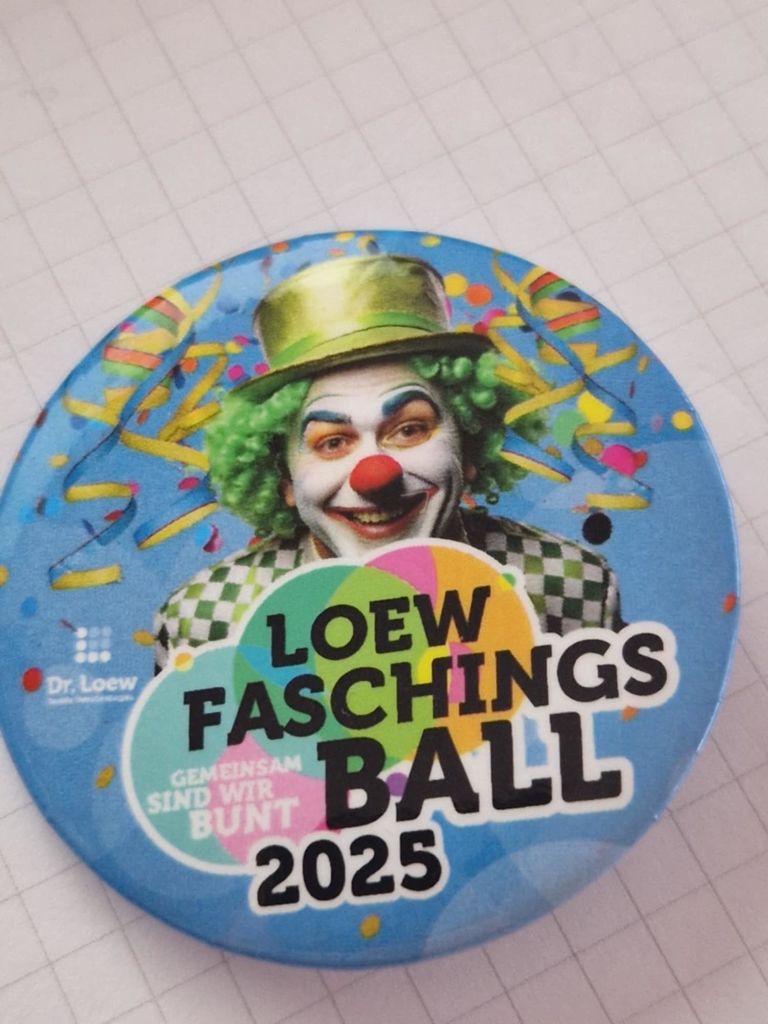 LOEW
FASCHINGS
BALL
GEMEINSAM
SIND WIR
BUNT
2025
Dr. Loew